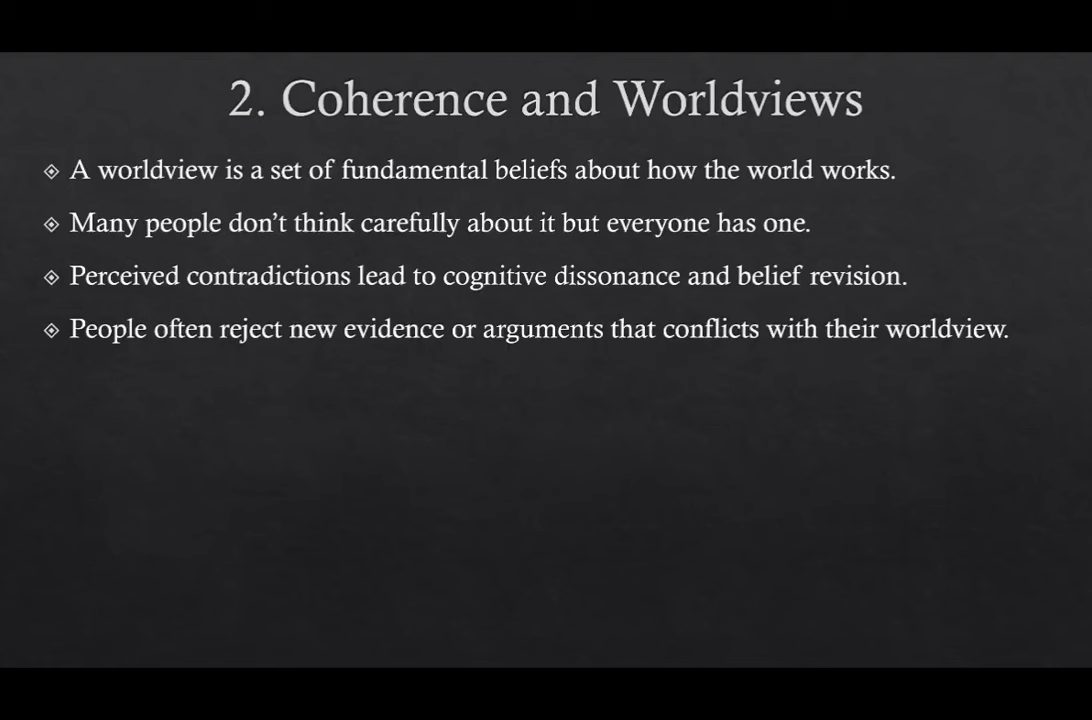 2. Coherence and Worldviews
A worldview is a set of fundamental beliefs about how the world works.
Many people don't think carefully about it but everyone has one.
Perceived contradictions lead to cognitive dissonance and belief revision.
People often reject new evidence or arguments that conflicts with their worldview.